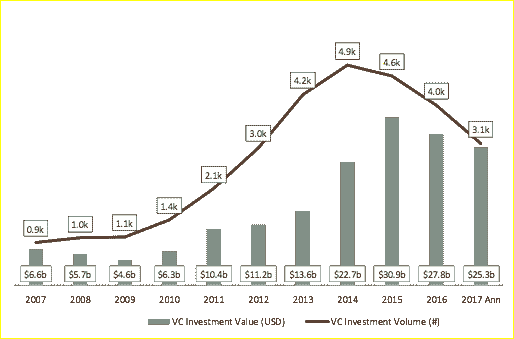 4.9k
4.6k
4.2k
4.0k
3.0k
3.1k
2.1k
1.4k
0.9k 1.0k 1.1k
$6.6b $5.7b $4.6b $6.3b $10.4b $11.2b $13.6b $22.7b $30.9b $27.8b $25.3b
2007 2008 2009 2010 2011 2012 2013 2014 2015 2016 2017 Ann
VC Investment Value (USD) VC Investment Volume (#)